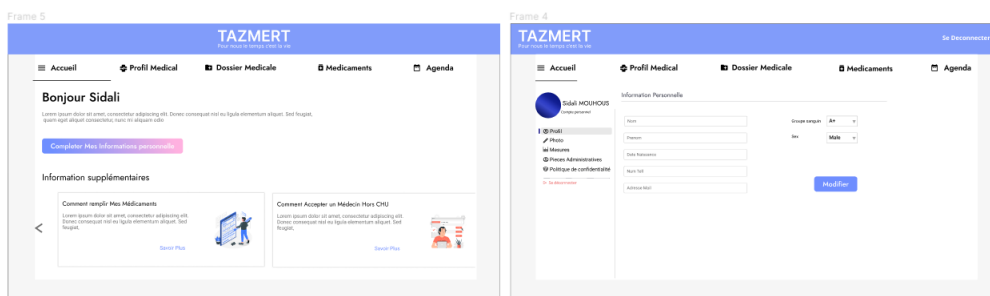 Frame 5
TAZMERT
Pour nous le temps c'est la vie
Accueil
Profil Medical
Dossier Medicale
Medicaments
Agenda
Bonjour Sidali
Lorem ipsum dolor sit amet, consectetur adipiscing elit. Donec consequat nisl eu ligula elementum aliquet. Sed feugiat,
quam eget aliquet consectetur, nunc mi aliquam odio
Completer Mes Informations personnelle
Information supplémentaires
Comment remplir Mes Médicaments
Lorem ipsum dolor sit amet, consectetur adipiscing elit.
Donec consequat nisl eu ligula elementum aliquet. Sed
feugiat,
Savoir Plus
Comment Accepter un Médecin Hors CHU
Lorem ipsum dolor sit amet, consectetur adipiscing elit.
Donec consequat nisl eu ligula elementum aliquet. Sed
feugiat,
Savoir Plus
Frame 4
TAZMERT
Pour nous le temps c'est la vie
Se Deconnecter
Accueil
Profil Medical
Dossier Medicale
Medicaments
Agenda
Sidali MOUHOUS
Compte personnel
Profil
Photo
Mesures
Pieces Administratives
Politique de confidentialité
Se deconnecter
Information Personnelle
Nom
Prenom
Date Naissance
Num Tél
Adresse Mail
Groupe sanguin
A+
Sex
Male
Modifier